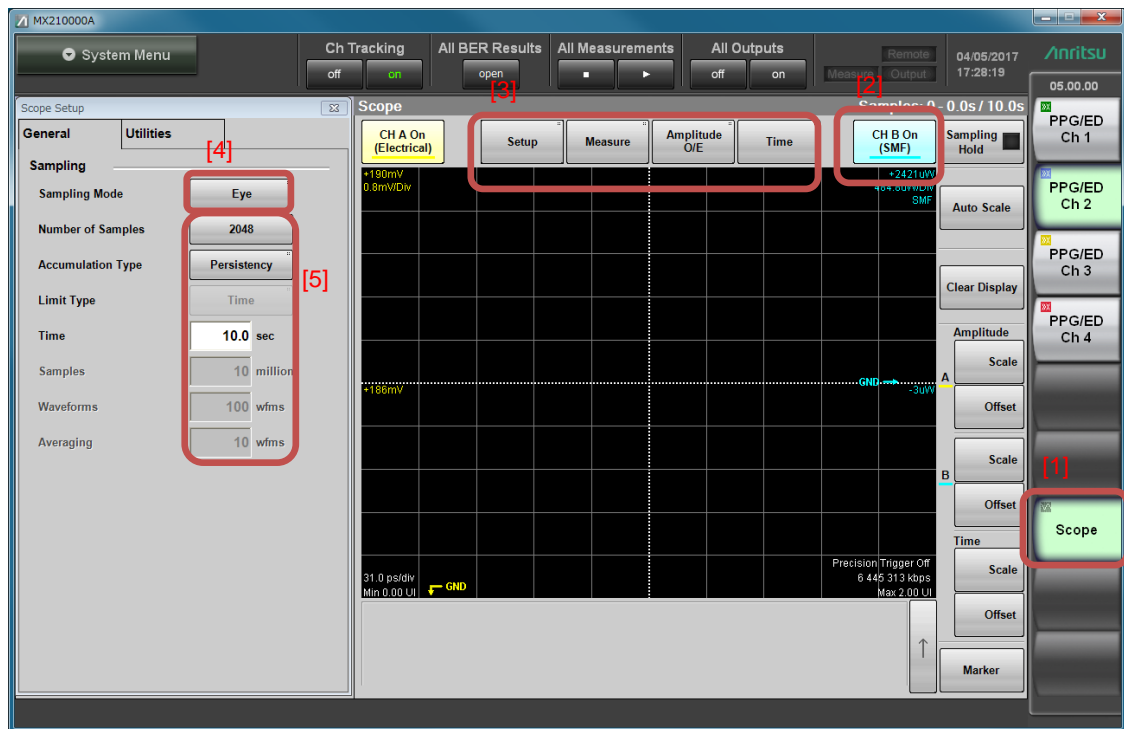 MX210000A
System Menu
Ch Tracking
off on
All BER Results
open
All Measurements
All Outputs
off on
Remote
Measure Output
04/05/2017
17:28:19
Anritsu
05.00.00
Scope Setup
General Utilities
Sampling
[4]
Sampling Mode Eye
Number of Samples 2048
Accumulation Type Persistency
[5]
Limit Type Time
Time 10.0 sec
Samples 10 million
Waveforms 100 wfms
Averaging 10 wfms
Scope
[3]
[2]
Samples: 0 - 0.0s / 10.0s
CH A On
(Electrical)
Setup
Measure
Amplitude
O/E
Time
CH B On
(SMF)
Sampling
Hold
+190mV
0.8mV/Div
+2421uW
484.8uW/Div
SMF
+186mV
GND
-3uW
31.0 ps/div
Min 0.00 UI
GND
Precision Trigger Off
6 445 313 kbps
Max 2.00 UI
Auto Scale
Clear Display
Amplitude
Scale
A
Offset
Scale
B
Offset
Time
Scale
Offset
↑
Marker
PPG/ED
Ch 1
PPG/ED
Ch 2
PPG/ED
Ch 3
PPG/ED
Ch 4
[1]
Scope